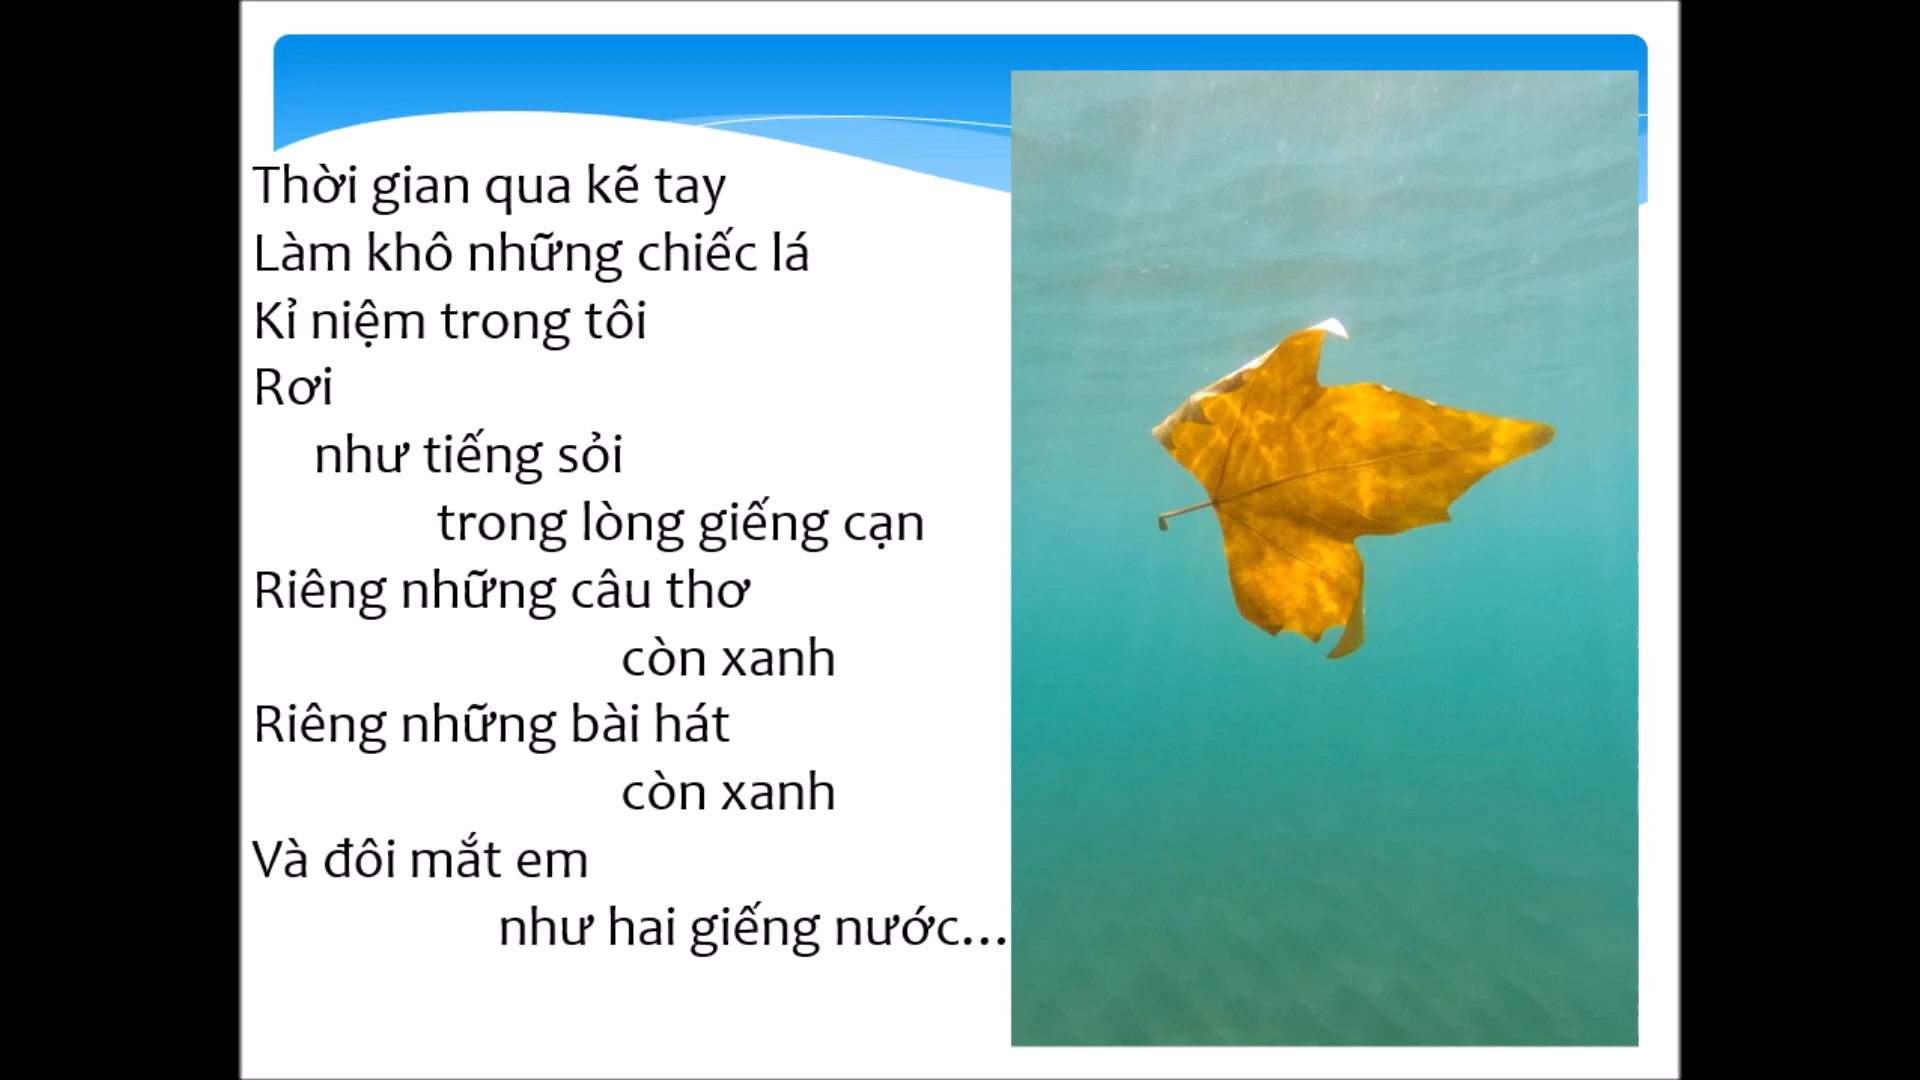 Thời gian qua kẽ tay
Làm khô những chiếc lá
Kỉ niệm trong tôi
Rơi
như tiếng sỏi
trong lòng giếng cạn
Riêng những câu thơ
còn xanh
Riêng những bài hát
còn xanh
Và đôi mắt em
như hai giếng nước...